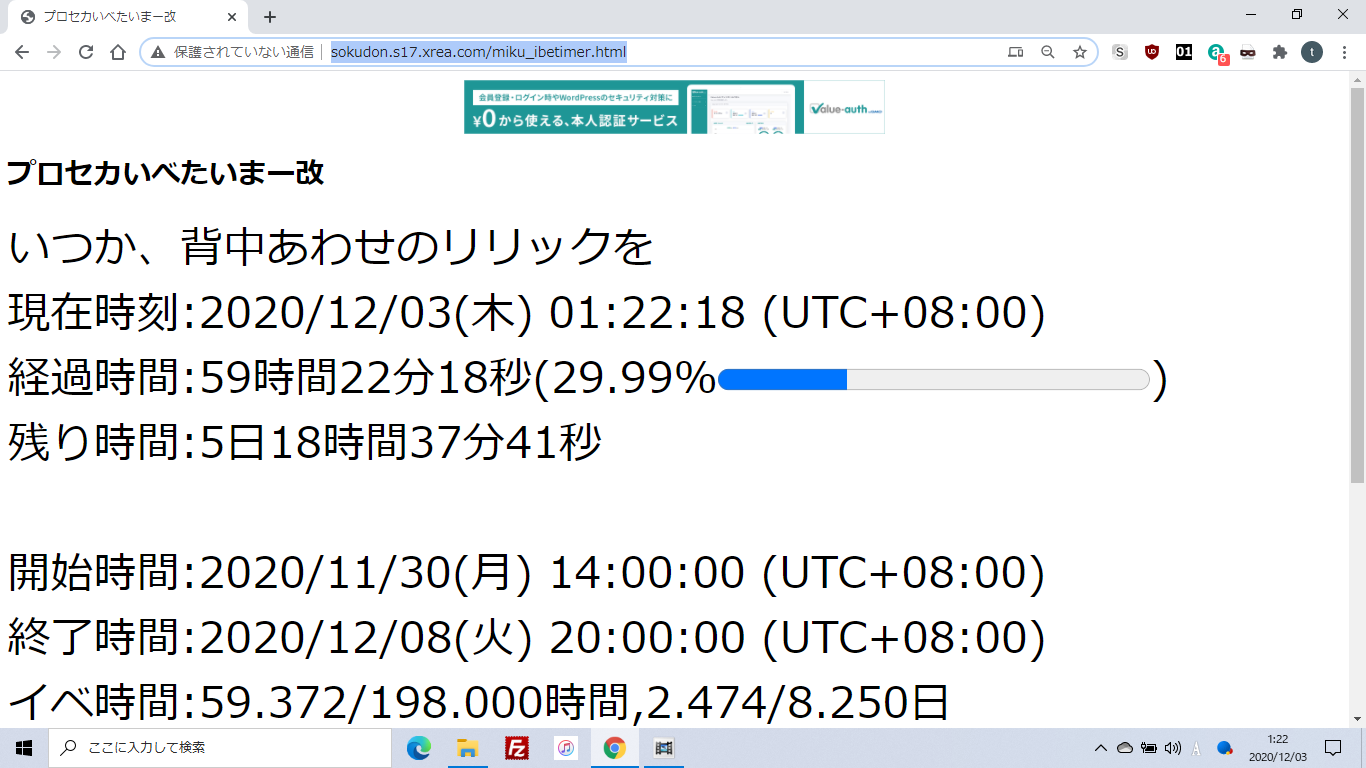 プロセカいべたいまー改
保護されていない通信
sokudon.s17.xrea.com/miku_ibetimer.html
S
01
6
t
会員登録・ログイン時やWordPressのセキュリティ対策に
¥0から使える、本人認証サービス
Value-auth
プロセカいべたいまー改
いつか、背中あわせのリリックを
現在時刻:2020/12/03(木) 01:22:18 (UTC+08:00)
経過時間:59時間22分18秒(29.99%)
残り時間:5日18時間37分41秒
開始時間:2020/11/30(月) 14:00:00 (UTC+08:00)
終了時間:2020/12/08(火) 20:00:00 (UTC+08:00)
イベ時間:59.372/198.000時間,2.474/8.250日
ここに入力して検索
A
1:22
2020/12/03